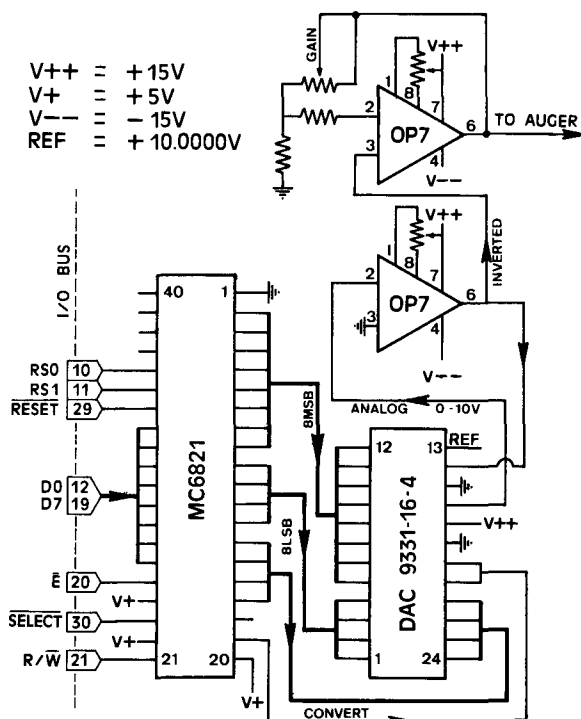 GAIN
V++ = +15V
V+ = +5V
V-- = -15V
REF = +10.0000V
1
8
V++
7
2
3
OP7
6
4
V--
TO AUGER
I/O BUS
1
8
V++
7
2
3
OP7
6
4
V--
INVERTED
40
1
RS0 10
RS1 11
RESET 29
D0 12
D7 19
E 20
V+
SELECT 30
V+
R/W 21
21
20
V+
MC6821
8MSB
8LSB
ANALOG 0-10V
12
13
REF
V++
DAC 9331-16-4
1
24
CONVERT